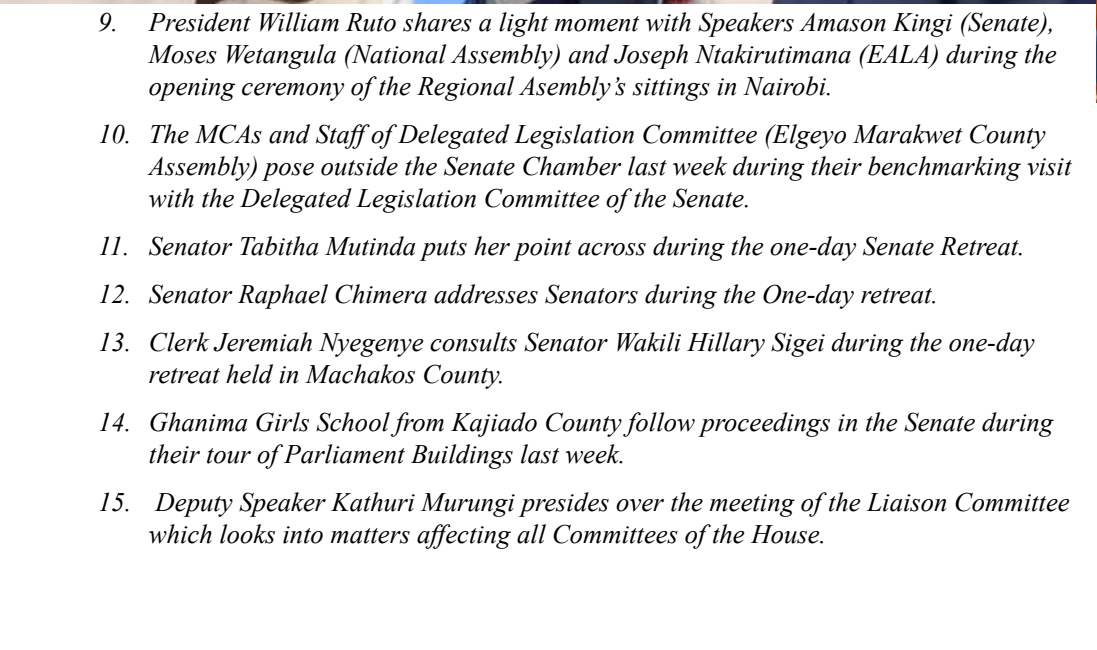 9. President William Ruto shares a light moment with Speakers Amason Kingi (Senate),
Moses Wetangula (National Assembly) and Joseph Ntakirutimana (EALA) during the
opening ceremony of the Regional Asembly’s sittings in Nairobi.
10. The MCAs and Staff of Delegated Legislation Committee (Elgeyo Marakwet County
Assembly) pose outside the Senate Chamber last week during their benchmarking visit
with the Delegated Legislation Committee of the Senate.
11. Senator Tabitha Mutinda puts her point across during the one-day Senate Retreat.
12. Senator Raphael Chimera addresses Senators during the One-day retreat.
13. Clerk Jeremiah Nyegenye consults Senator Wakili Hillary Sigei during the one-day
retreat held in Machakos County.
14. Ghanima Girls School from Kajiado County follow proceedings in the Senate during
their tour of Parliament Buildings last week.
15. Deputy Speaker Kathuri Murungi presides over the meeting of the Liaison Committee
which looks into matters affecting all Committees of the House.